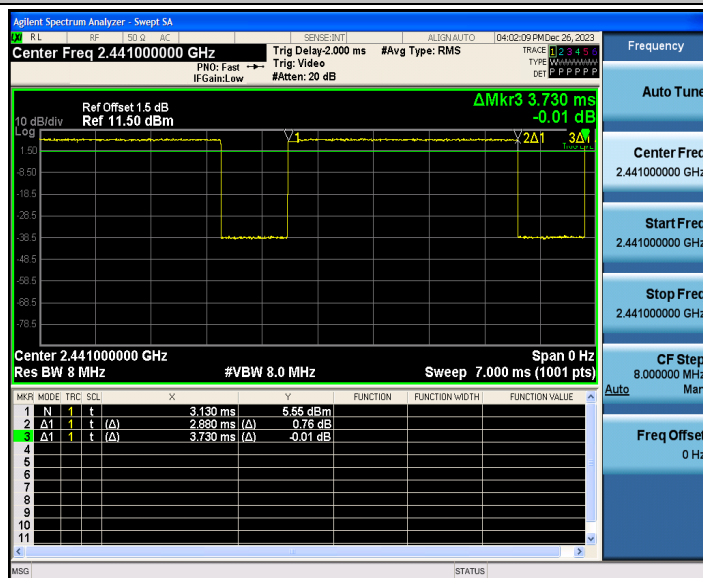 Agilent Spectrum Analyzer - Swept SA
LXI RL RF 50 Ω AC SENSE:INT ALIGN AUTO 04:02:09 PM Dec 26, 2023
Center Freq 2.441000000 GHz
PNO: Fast
IFGain:Low
Trig Delay-2.000 ms
Trig: Video
#Atten: 20 dB
#Avg Type: RMS
TRACE 1 2 3 4 5 6
TYPE WWWWWW
DET P P P P P P
Frequency
Auto Tune
Center Freq
2.441000000 GHz
Start Freq
2.441000000 GHz
Stop Freq
2.441000000 GHz
CF Step
8.000000 MHz
Auto Man
Freq Offset
0 Hz
ΔMkr3 3.730 ms
-0.01 dB
Ref Offset 1.5 dB
10 dB/div Ref 11.50 dBm
Log
1 2Δ1 3Δ1
1.50
-8.50
-18.5
-28.5
-38.5
-48.5
-58.5
-68.5
-78.5
Center 2.441000000 GHz Span 0 Hz
Res BW 8 MHz #VBW 8.0 MHz Sweep 7.000 ms (1001 pts)
MKR MODE TRC SCL X Y FUNCTION FUNCTION WIDTH FUNCTION VALUE
1 N 1 t 3.130 ms 5.55 dBm
2 Δ1 1 t (Δ) 2.880 ms (Δ) 0.76 dB
3 Δ1 1 t (Δ) 3.730 ms (Δ) -0.01 dB
4
5
6
7
8
9
10
11
MSG STATUS